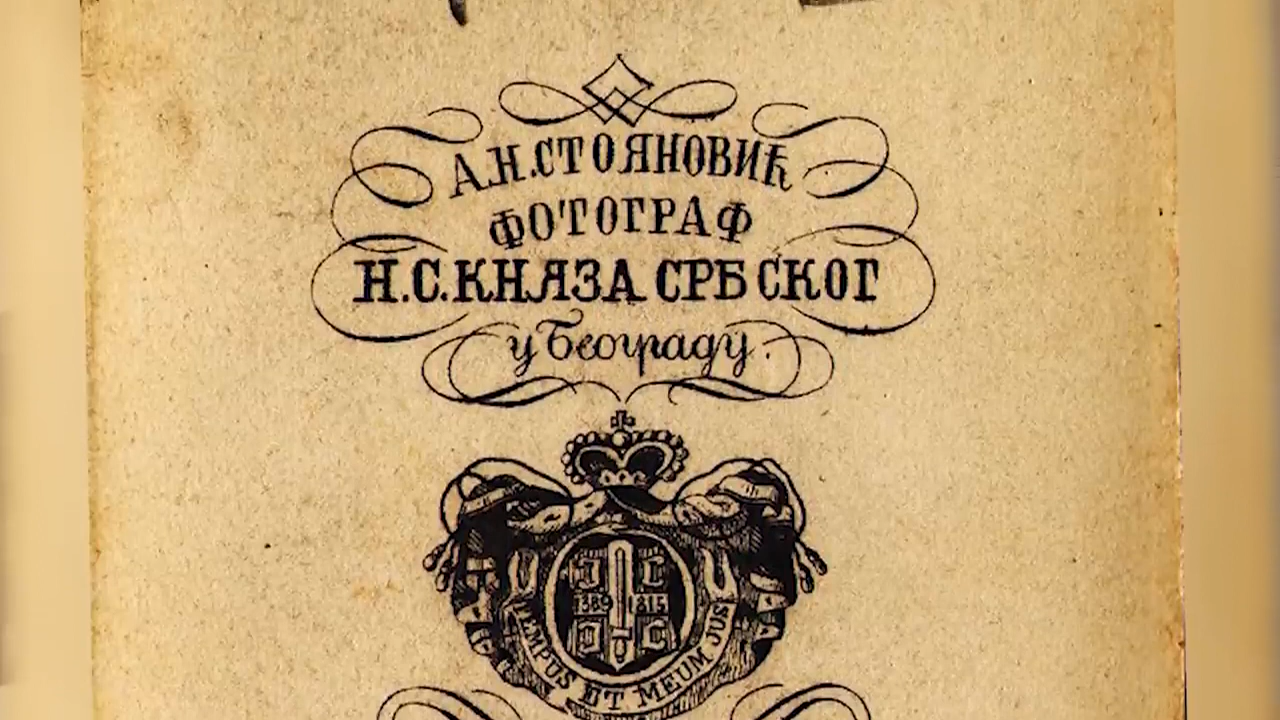 А.Н.СТОЯНОВИЋ
ФОТОГРАФ
Н.С.КНЯЗА СРБСКОГ
у Београду.
1389 1815
TEMPUS ET MEUM JUS